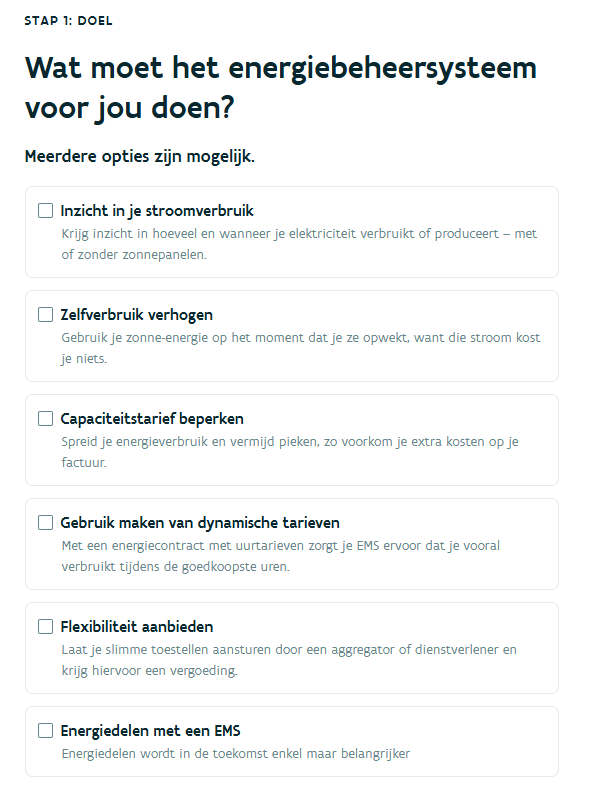 STAP 1: DOEL
Wat moet het energiebeheersysteem
voor jou doen?
Meerdere opties zijn mogelijk.
Inzicht in je stroomverbruik
Krijg inzicht in hoeveel en wanneer je elektriciteit verbruikt of produceert – met
of zonder zonnepanelen.
Zelfverbruik verhogen
Gebruik je zonne-energie op het moment dat je ze opwekt, want die stroom kost
je niets.
Capaciteitstarief beperken
Spreid je energieverbruik en vermijd pieken, zo voorkom je extra kosten op je
factuur.
Gebruik maken van dynamische tarieven
Met een energiecontract met uurtarieven zorgt je EMS ervoor dat je vooral
verbruikt tijdens de goedkoopste uren.
Flexibiliteit aanbieden
Laat je slimme toestellen aansturen door een aggregator of dienstverlener en
krijg hiervoor een vergoeding.
Energiedelen met een EMS
Energiedelen wordt in de toekomst enkel maar belangrijker